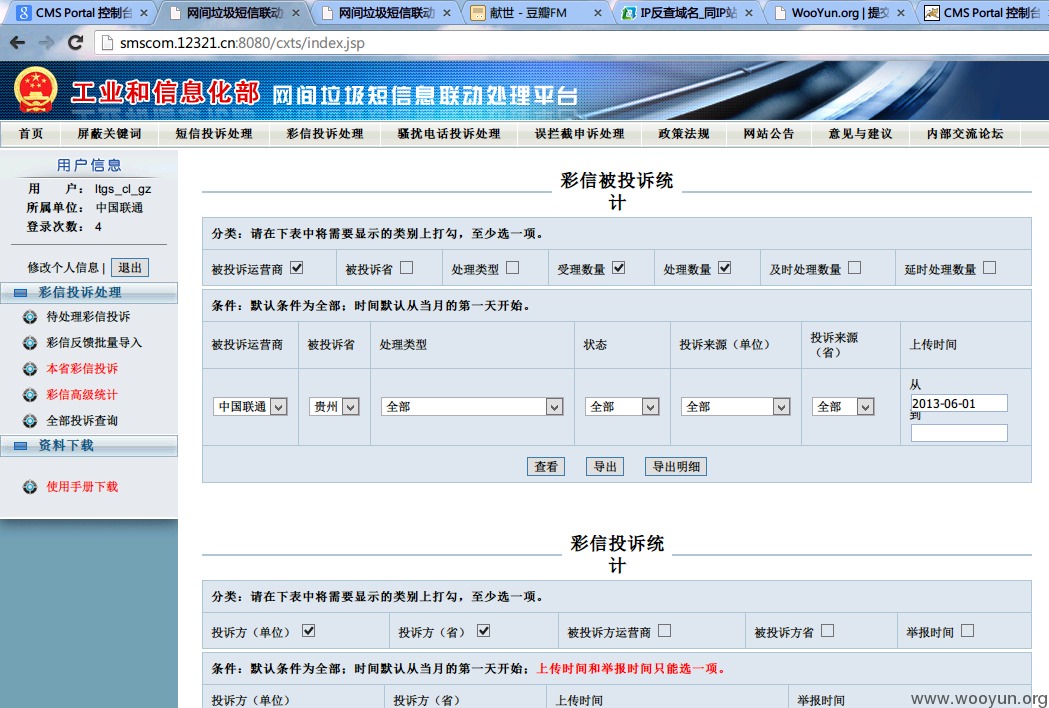 CMS Portal 控制台
网间垃圾短信联动
网间垃圾短信联动
献世 - 豆瓣FM
IP反查域名_同IP站
WooYun.org | 提交
CMS Portal 控制台
smscom.12321.cn:8080/cxts/index.jsp
工业和信息化部 网间垃圾短信息联动处理平台
首页 屏蔽关键词 短信投诉处理 彩信投诉处理 骚扰电话投诉处理 误拦截申诉处理 政策法规 网站公告 意见与建议 内部交流论坛
用户信息
用 户： ltgs_cl_gz
所属单位： 中国联通
登录次数： 4
修改个人信息 | 退出
彩信投诉处理
待处理彩信投诉
彩信反馈批量导入
本省彩信投诉
彩信高级统计
全部投诉查询
资料下载
使用手册下载
彩信被投诉统
计
分类：请在下表中将需要显示的类别上打勾，至少选一项。
被投诉运营商 被投诉省 处理类型 受理数量 处理数量 及时处理数量 延时处理数量
条件：默认条件为全部；时间默认从当月的第一天开始。
被投诉运营商 被投诉省 处理类型 状态 投诉来源（单位） 投诉来源（省） 上传时间
中国联通 贵州 全部 全部 全部 全部 从
2013-06-01
到
查看 导出 导出明细
彩信投诉统
计
分类：请在下表中将需要显示的类别上打勾，至少选一项。
投诉方（单位） 投诉方（省） 被投诉方运营商 被投诉方省 举报时间
条件：默认条件为全部；时间默认从当月的第一天开始；上传时间和举报时间只能选一项。
投诉方（单位） 投诉方（省） 上传时间 举报时间
www.wooyun.org